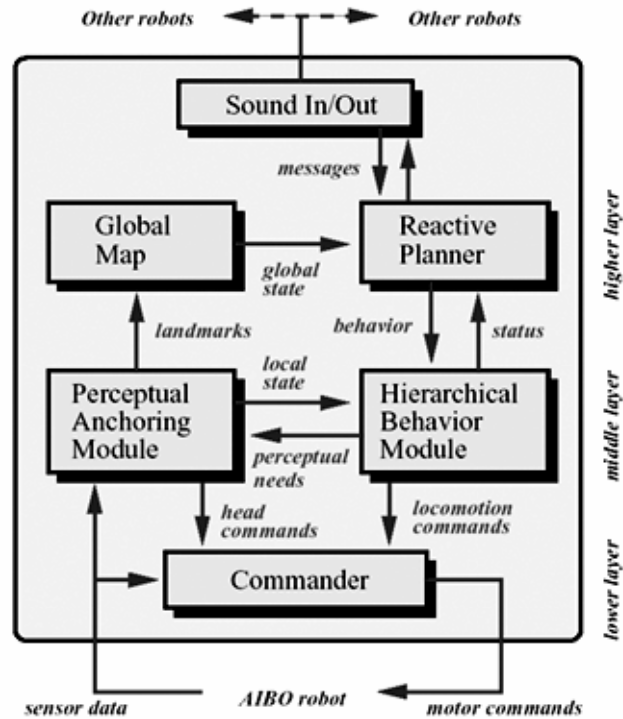 Other robots
Other robots
Sound In/Out
messages
Global
Map
Reactive
Planner
higher layer
global
state
landmarks
behavior
status
local
state
Perceptual
Anchoring
Module
Hierarchical
Behavior
Module
middle layer
perceptual
needs
head
commands
locomotion
commands
Commander
lower layer
sensor data
AIBO robot
motor commands